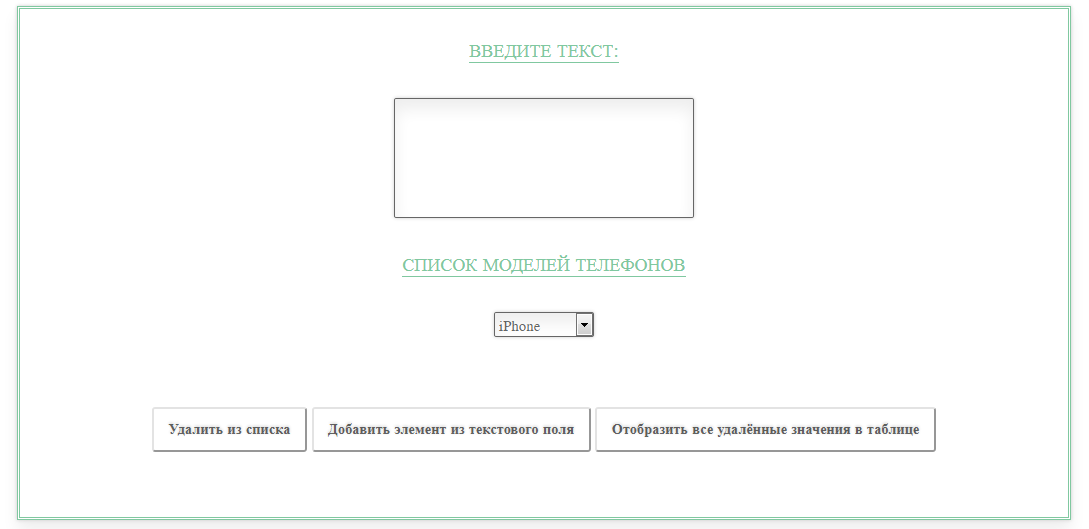 ВВЕДИТЕ ТЕКСТ:
СПИСОК МОДЕЛЕЙ ТЕЛЕФОНОВ
iPhone
Удалить из списка
Добавить элемент из текстового поля
Отобразить все удалённые значения в таблице